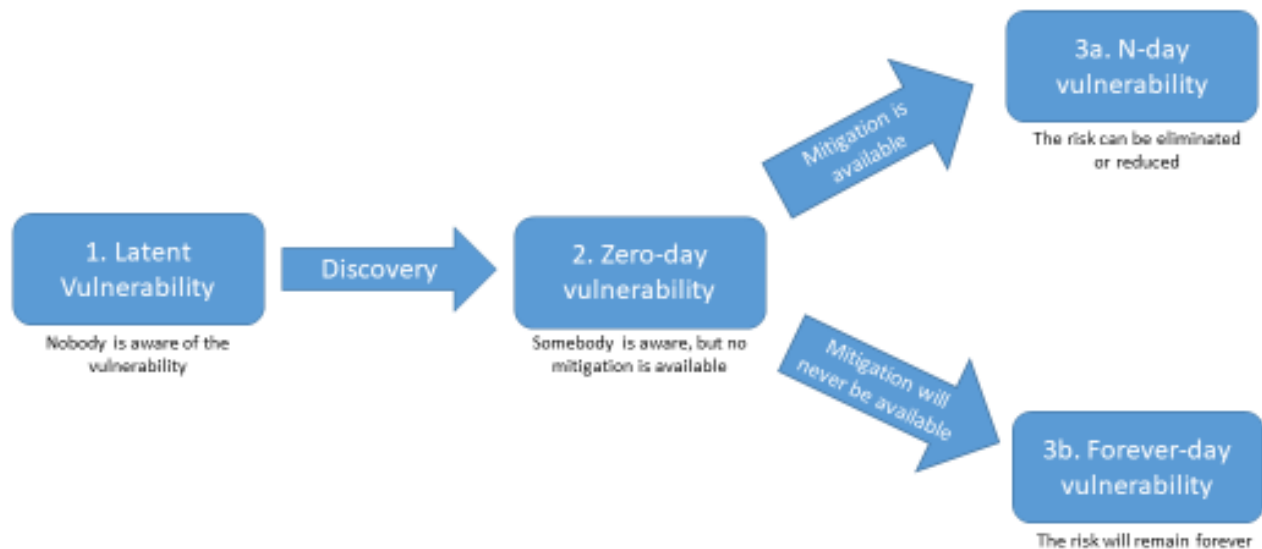 1. Latent
Vulnerability
Nobody is aware of the
vulnerability
Discovery
2. Zero-day
vulnerability
Somebody is aware, but no
mitigation is available
Mitigation is
available
3a. N-day
vulnerability
The risk can be eliminated
or reduced
Mitigation will
never be available
3b. Forever-day
vulnerability
The risk will remain forever